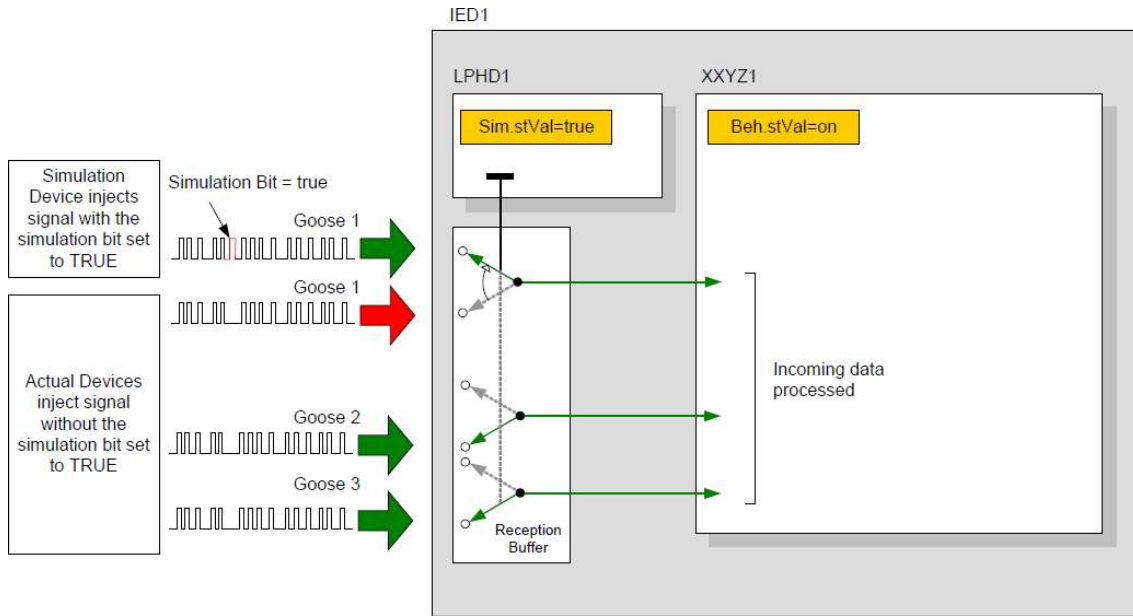 IED1
LPHD1
XXYZ1
Sim.stVal=true
Beh.stVal=on
Simulation
Device injects
signal with the
simulation bit set
to TRUE
Simulation Bit = true
Goose 1
Goose 1
Actual Devices
inject signal
without the
simulation bit set
to TRUE
Goose 2
Goose 3
Reception
Buffer
Incoming data
processed